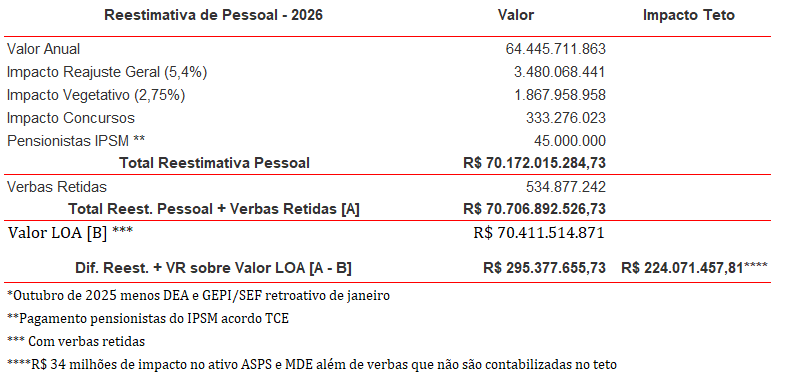 Reestimativa de Pessoal - 2026 Valor Impacto Teto
Valor Anual 64.445.711.863
Impacto Reajuste Geral (5,4%) 3.480.068.441
Impacto Vegetativo (2,75%) 1.867.958.958
Impacto Concursos 333.276.023
Pensionistas IPSM ** 45.000.000
Total Reestimativa Pessoal R$ 70.172.015.284,73
Verbas Retidas 534.877.242
Total Reest. Pessoal + Verbas Retidas [A] R$ 70.706.892.526,73
Valor LOA [B] *** R$ 70.411.514.871
Dif. Reest. + VR sobre Valor LOA [A - B] R$ 295.377.655,73 R$ 224.071.457,81****
*Outubro de 2025 menos DEA e GEPI/SEF retroativo de janeiro
**Pagamento pensionistas do IPSM acordo TCE
*** Com verbas retidas
****R$ 34 milhões de impacto no ativo ASPS e MDE além de verbas que não são contabilizadas no teto